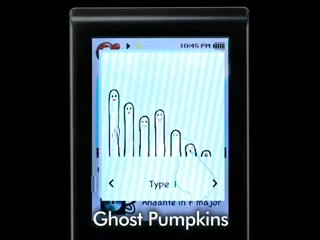 10:45 PM
< Type 1 >
Andante in F major
Ghost Pumpkins